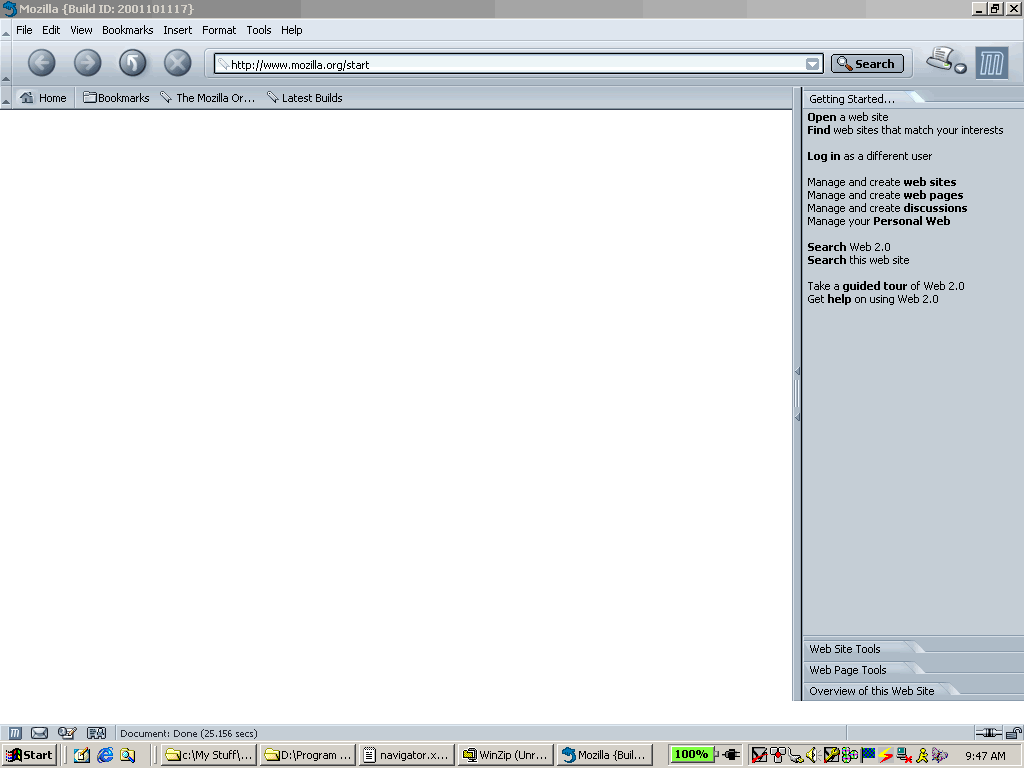 Mozilla {Build ID: 2001101117}
File Edit View Bookmarks Insert Format Tools Help
http://www.mozilla.org/start
Search
Home Bookmarks The Mozilla Or... Latest Builds
Getting Started...
Open a web site
Find web sites that match your interests
Log in as a different user
Manage and create web sites
Manage and create web pages
Manage and create discussions
Manage your Personal Web
Search Web 2.0
Search this web site
Take a guided tour of Web 2.0
Get help on using Web 2.0
Web Site Tools
Web Page Tools
Overview of this Web Site
Document: Done (25.156 secs)
Start c:\My Stuff\... D:\Program ... navigator.x... WinZip (Unr... Mozilla {Buil... 100% 9:47 AM